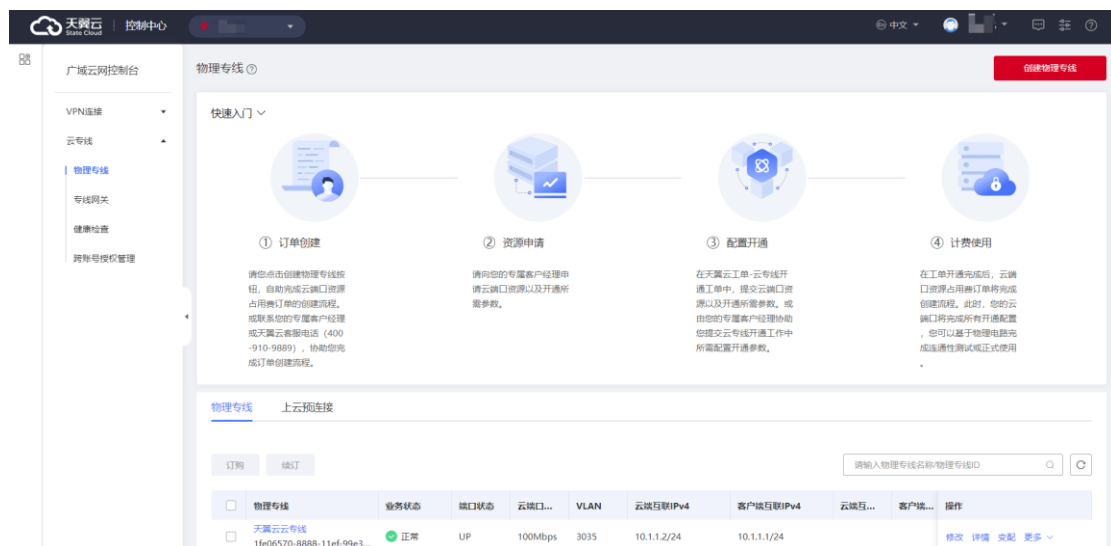 天翼云
State Cloud
控制中心
中文
广域云网控制台
VPN连接
云专线
物理专线
专线网关
健康检查
跨账号授权管理
物理专线
创建物理专线
快速入门
① 订单创建
请您点击创建物理专线按
钮，自助完成云端口资源
占用费订单的创建流程。
或联系您的专属客户经理
或天翼云客服电话（400
-910-9889），协助您完
成订单创建流程。
② 资源申请
请向您的专属客户经理申
请云端口资源以及开通所
需参数。
③ 配置开通
在天翼云工单-云专线开
通工单中，提交云端口资
源以及开通所需参数。或
由您的专属客户经理协助
您提交云专线开通工作中
所需配置开通参数。
④ 计费使用
在工单开通完成后，云端
口资源占用费订单将完成
创建流程。此时，您的云
端口将完成所有开通配置
，您可以基于物理电路完
成连通性测试或正式使用
。
物理专线 上云预连接
订购 续订 请输入物理专线名称/物理专线ID
物理专线 业务状态 端口状态 云端口... VLAN 云端互联IPv4 客户端互联IPv4 云端互... 客户端... 操作
天翼云云专线
1fe06570-8888-11ef-99e3... 正常 UP 100Mbps 3035 10.1.1.2/24 10.1.1.1/24 修改 详情 变配 更多